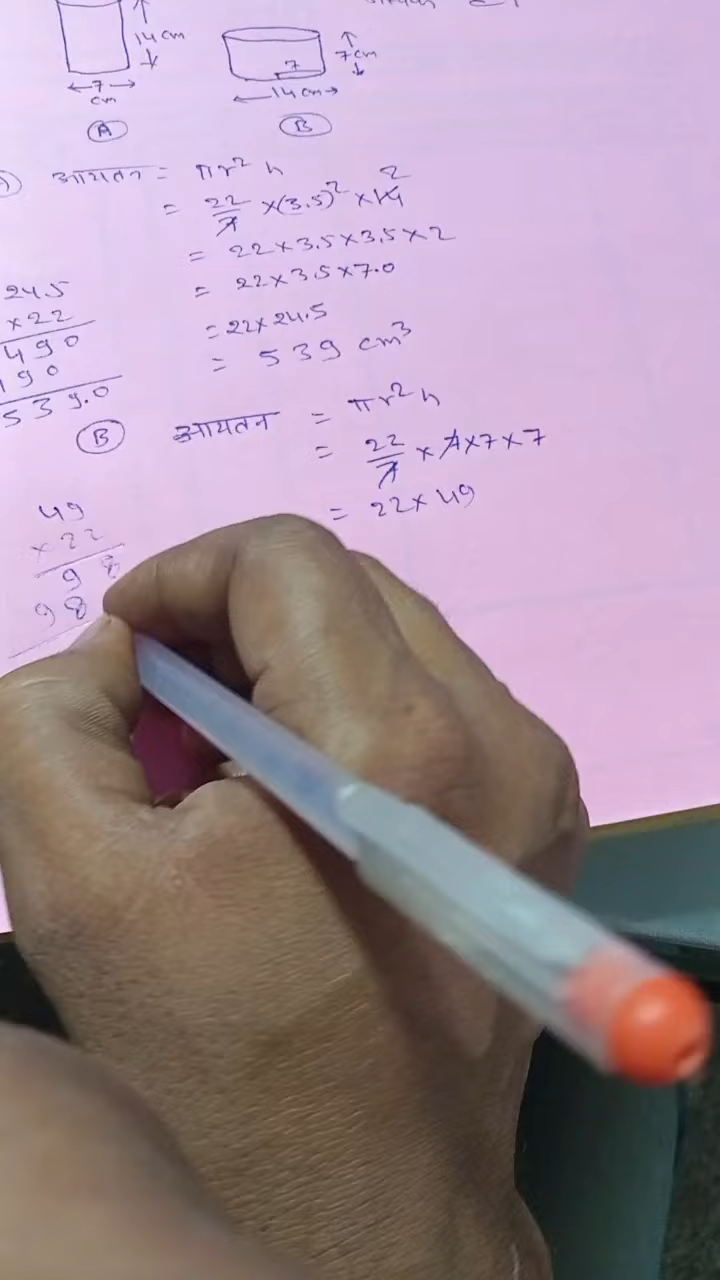 14 cm
7 cm
7
7
cm
14 cm
A
B
आयतन = πr² h
= 22/7 ×(3.5)² ×14 2
= 22×3.5×3.5×2
= 22×3.5×7.0
= 22×24.5
= 539 cm³
245
×22
490
490
539.0
B आयतन = πr² h
= 22/7 × 7×7×7
= 22×49
49
×22
98
98